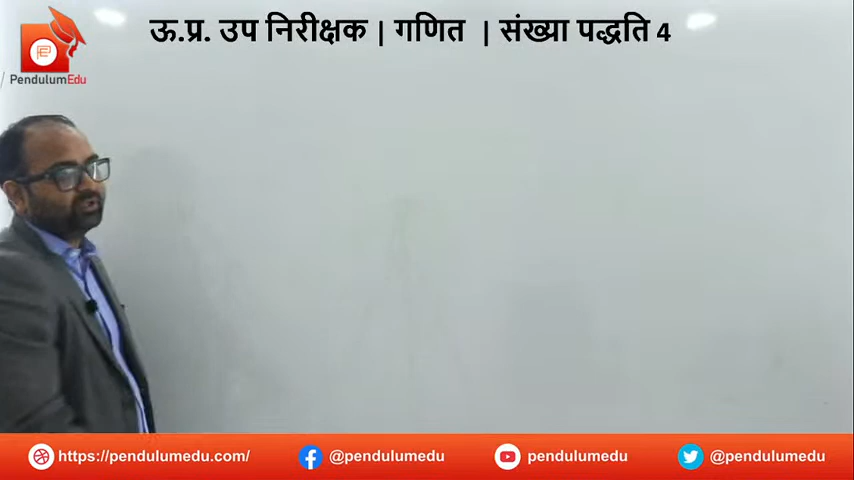 ऊ.प्र. उप निरीक्षक | गणित | संख्या पद्धति 4
PendulumEdu
https://pendulumedu.com/
@pendulumedu
pendulumedu
@pendulumedu